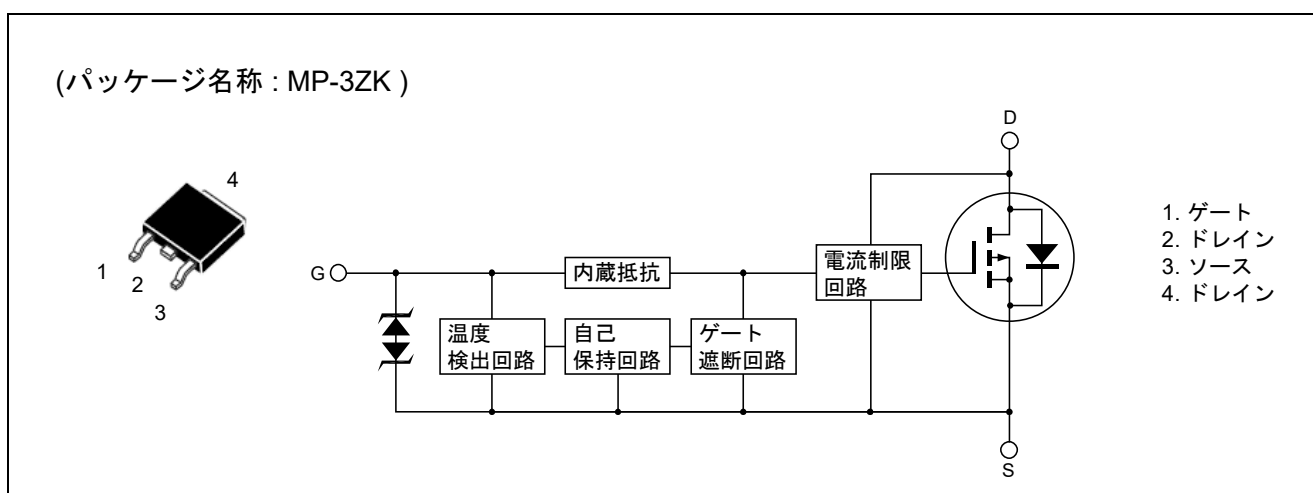 (パッケージ名称 : MP-3ZK )
4
1
2
3
D
G
内蔵抵抗
電流制限
回路
温度
検出回路
自己
保持回路
ゲート
遮断回路
S
1. ゲート
2. ドレイン
3. ソース
4. ドレイン